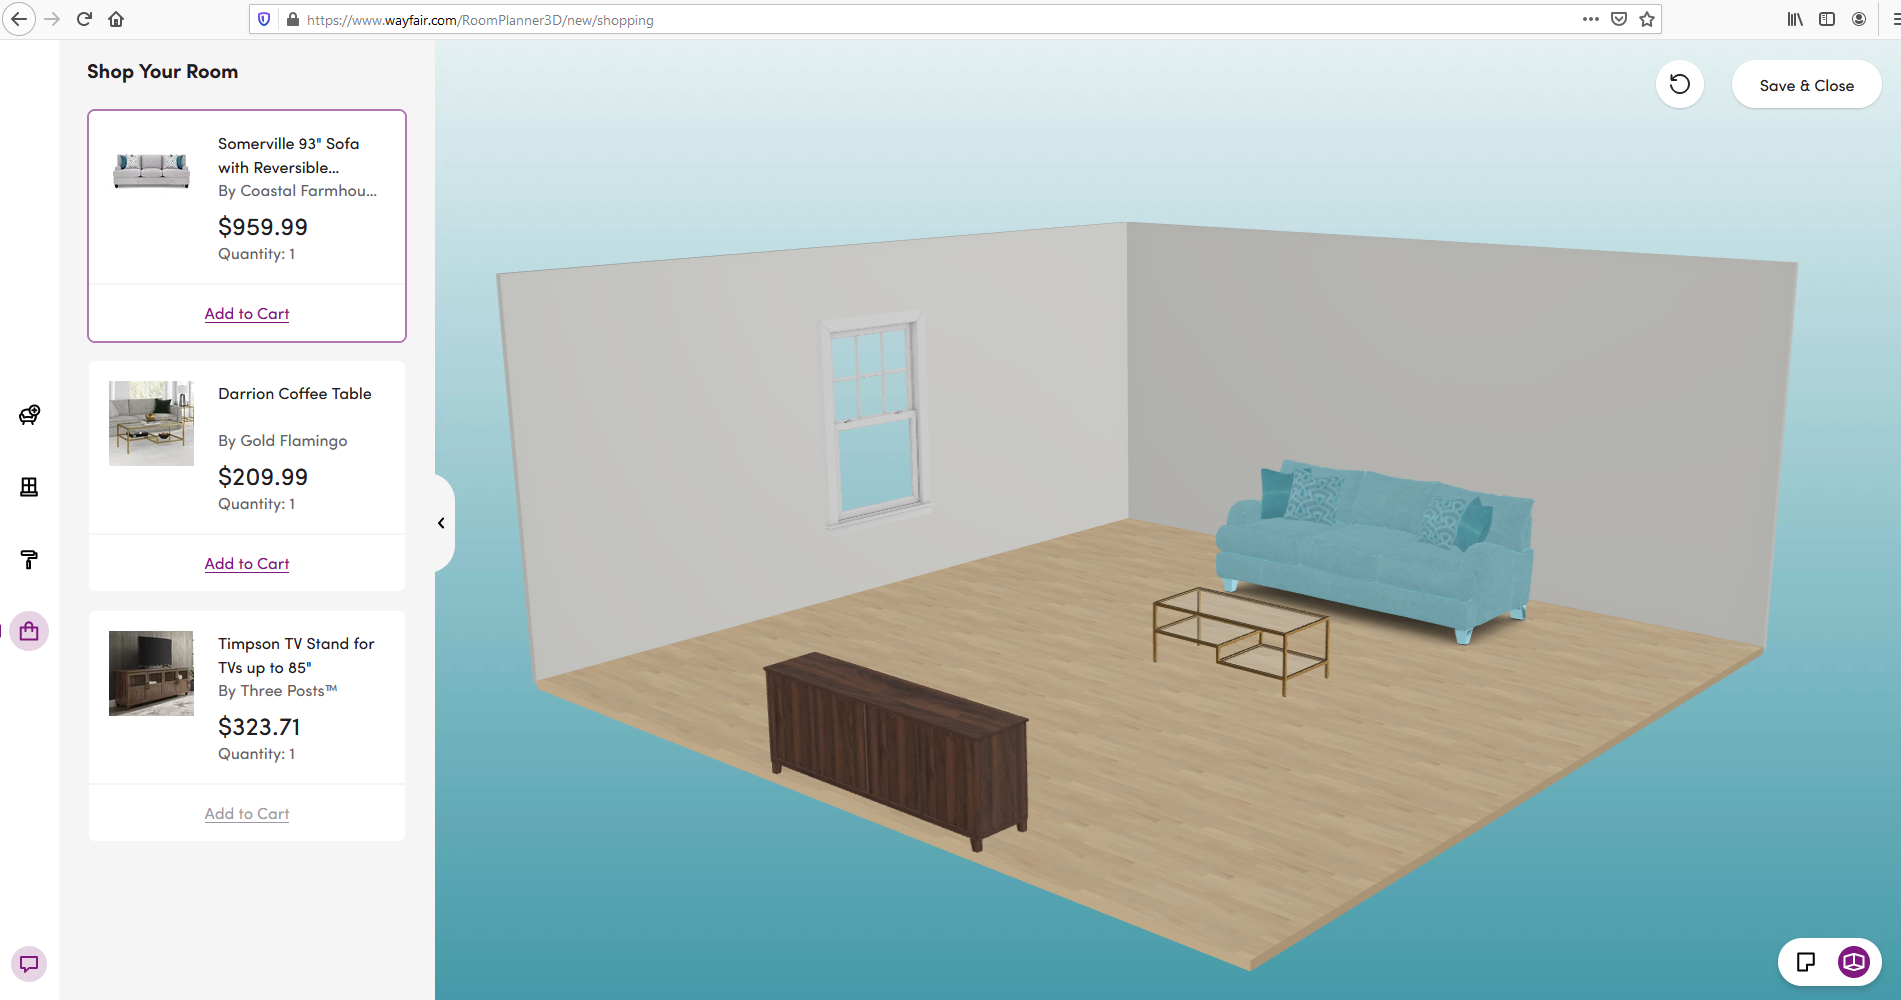 https://www.wayfair.com/RoomPlanner3D/new/shopping
Shop Your Room
Save & Close
Somerville 93" Sofa
with Reversible...
By Coastal Farmhou...
$959.99
Quantity: 1
Add to Cart
Darrion Coffee Table
By Gold Flamingo
$209.99
Quantity: 1
Add to Cart
Timpson TV Stand for
TVs up to 85"
By Three Posts™
$323.71
Quantity: 1
Add to Cart